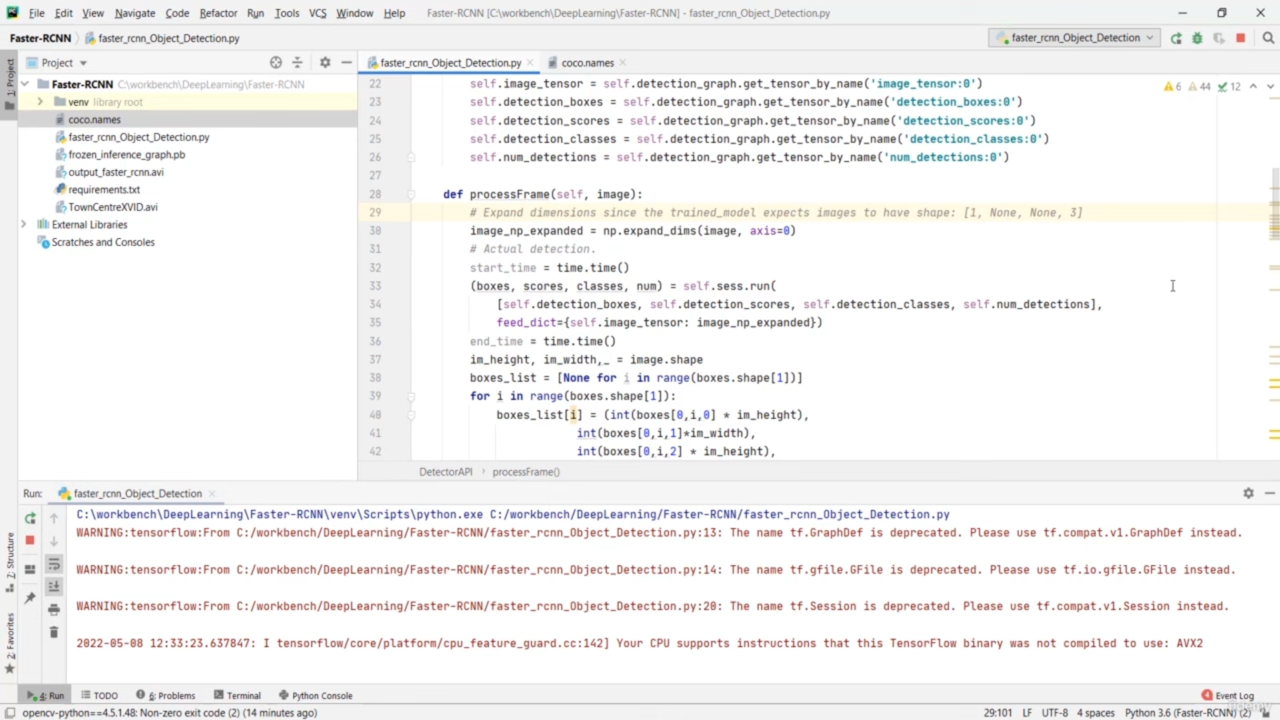 File Edit View Navigate Code Refactor Run Tools VCS Window Help Faster-RCNN [C:\workbench\DeepLearning\Faster-RCNN] - faster_rcnn_Object_Detection.py
Faster-RCNN faster_rcnn_Object_Detection.py faster_rcnn_Object_Detection
1: Project
Project
faster_rcnn_Object_Detection.py
coco.names
Faster-RCNN C:\workbench\DeepLearning\Faster-RCNN
venv library root
coco.names
faster_rcnn_Object_Detection.py
frozen_inference_graph.pb
output_faster_rcnn.avi
requirements.txt
TownCentreXVID.avi
External Libraries
Scratches and Consoles
6 44 12
22 self.image_tensor = self.detection_graph.get_tensor_by_name('image_tensor:0')
23 self.detection_boxes = self.detection_graph.get_tensor_by_name('detection_boxes:0')
24 self.detection_scores = self.detection_graph.get_tensor_by_name('detection_scores:0')
25 self.detection_classes = self.detection_graph.get_tensor_by_name('detection_classes:0')
26 self.num_detections = self.detection_graph.get_tensor_by_name('num_detections:0')
27
28 def processFrame(self, image):
29 # Expand dimensions since the trained_model expects images to have shape: [1, None, None, 3]
30 image_np_expanded = np.expand_dims(image, axis=0)
31 # Actual detection.
32 start_time = time.time()
33 (boxes, scores, classes, num) = self.sess.run(
34 [self.detection_boxes, self.detection_scores, self.detection_classes, self.num_detections],
35 feed_dict={self.image_tensor: image_np_expanded})
36 end_time = time.time()
37 im_height, im_width,_ = image.shape
38 boxes_list = [None for i in range(boxes.shape[1])]
39 for i in range(boxes.shape[1]):
40 boxes_list[i] = (int(boxes[0,i,0] * im_height),
41 int(boxes[0,i,1]*im_width),
42 int(boxes[0,i,2] * im_height),
DetectorAPI processFrame()
Run: faster_rcnn_Object_Detection
C:\workbench\DeepLearning\Faster-RCNN\venv\Scripts\python.exe C:/workbench/DeepLearning/Faster-RCNN/faster_rcnn_Object_Detection.py
WARNING:tensorflow:From C:/workbench/DeepLearning/Faster-RCNN/faster_rcnn_Object_Detection.py:13: The name tf.GraphDef is deprecated. Please use tf.compat.v1.GraphDef instead.
WARNING:tensorflow:From C:/workbench/DeepLearning/Faster-RCNN/faster_rcnn_Object_Detection.py:14: The name tf.gfile.GFile is deprecated. Please use tf.io.gfile.GFile instead.
WARNING:tensorflow:From C:/workbench/DeepLearning/Faster-RCNN/faster_rcnn_Object_Detection.py:20: The name tf.Session is deprecated. Please use tf.compat.v1.Session instead.
2022-05-08 12:33:23.637847: I tensorflow/core/platform/cpu_feature_guard.cc:142] Your CPU supports instructions that this TensorFlow binary was not compiled to use: AVX2
Z: Structure
2: Favorites
4: Run TODO 6: Problems Terminal Python Console 4 Event Log
opencv-python==4.5.1.48: Non-zero exit code (2) (14 minutes ago) 29:101 LF UTF-8 4 spaces Python 3.6 (Faster-RCNN) (2)